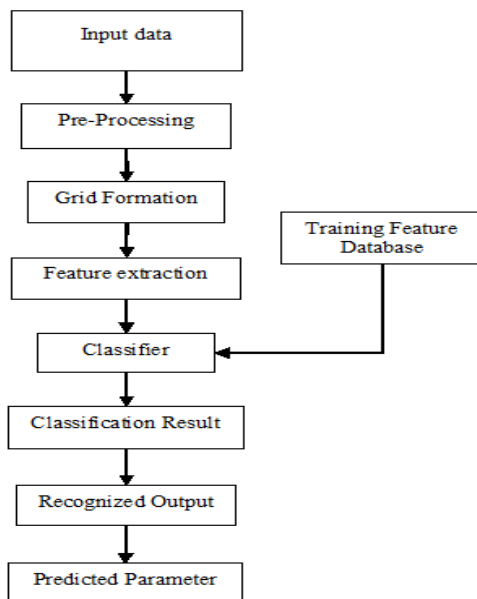 Input data
Pre-Processing
Grid Formation
Training Feature
Database
Feature extraction
Classifier
Classification Result
Recognized Output
Predicted Parameter